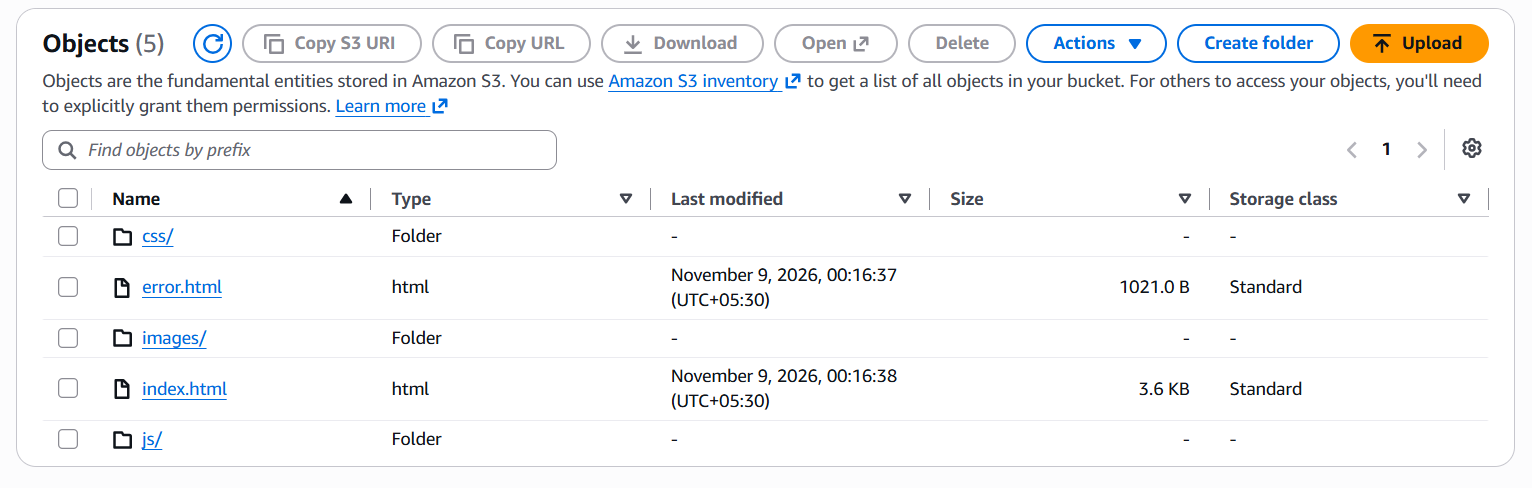 Objects (5) Copy S3 URI Copy URL Download Open Delete Actions Create folder Upload
Objects are the fundamental entities stored in Amazon S3. You can use Amazon S3 inventory to get a list of all objects in your bucket. For others to access your objects, you'll need
to explicitly grant them permissions. Learn more
Find objects by prefix 1
Name Type Last modified Size Storage class
css/ Folder - - -
error.html html November 9, 2026, 00:16:37 (UTC+05:30) 1021.0 B Standard
images/ Folder - - -
index.html html November 9, 2026, 00:16:38 (UTC+05:30) 3.6 KB Standard
js/ Folder - - -